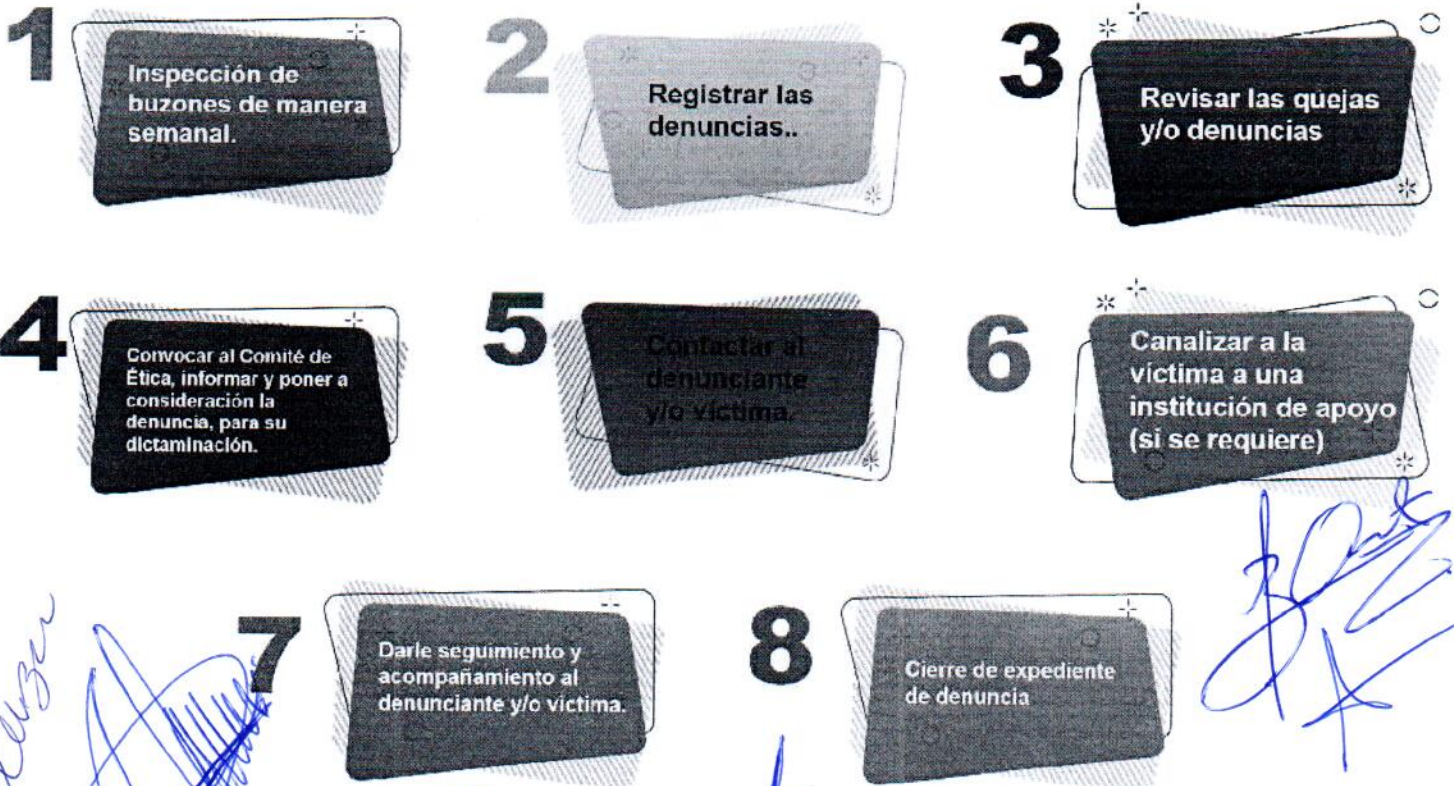 1
Inspección de
buzones de manera
semanal.
2
Registrar las
denuncias..
3
Revisar las quejas
y/o denuncias
4
Convocar al Comité de
Ética, informar y poner a
consideración la
denuncia, para su
dictaminación.
5
Contactar al
denunciante
y/o víctima.
6
Canalizar a la
víctima a una
institución de apoyo
(si se requiere)
7
Darle seguimiento y
acompañamiento al
denunciante y/o víctima.
8
Cierre de expediente
de denuncia